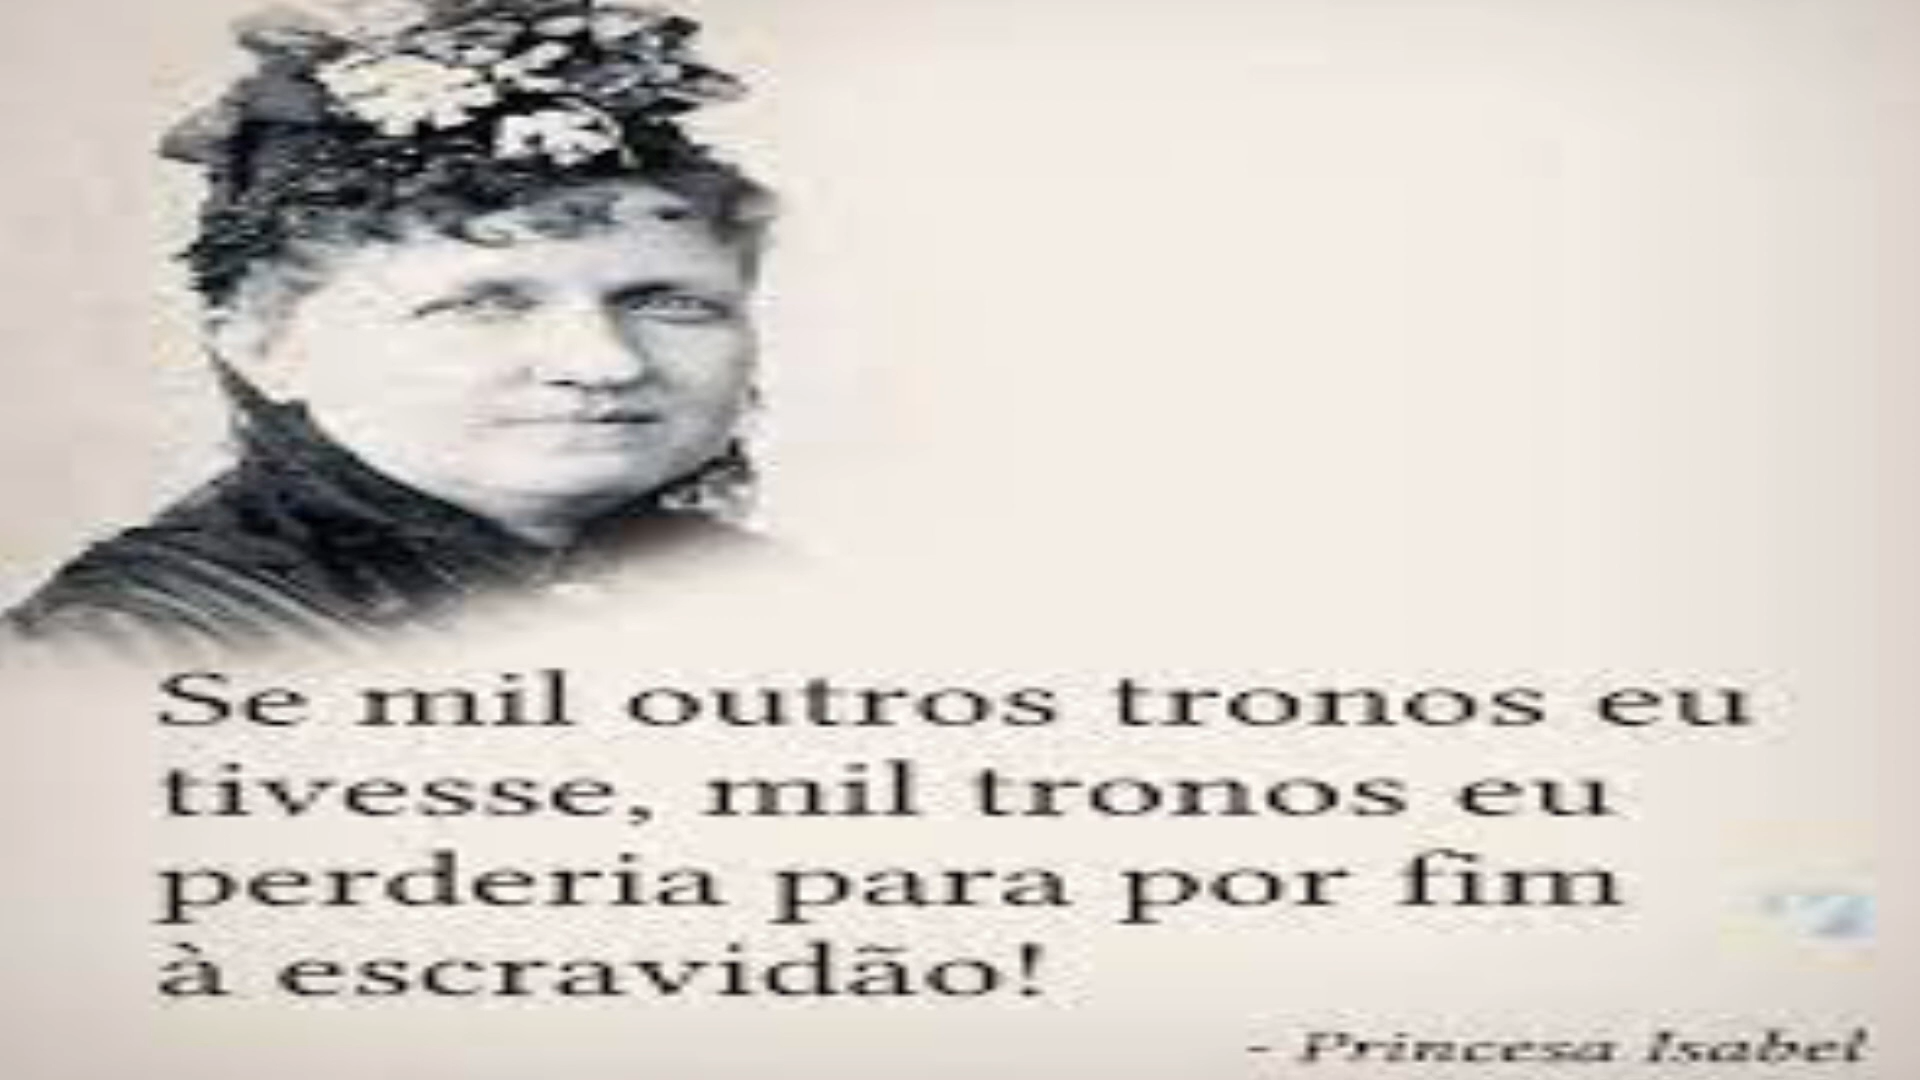 Se mil outros tronos eu
tivesse, mil tronos eu
perderia para por fim
à escravidão!
- Princesa Isabel